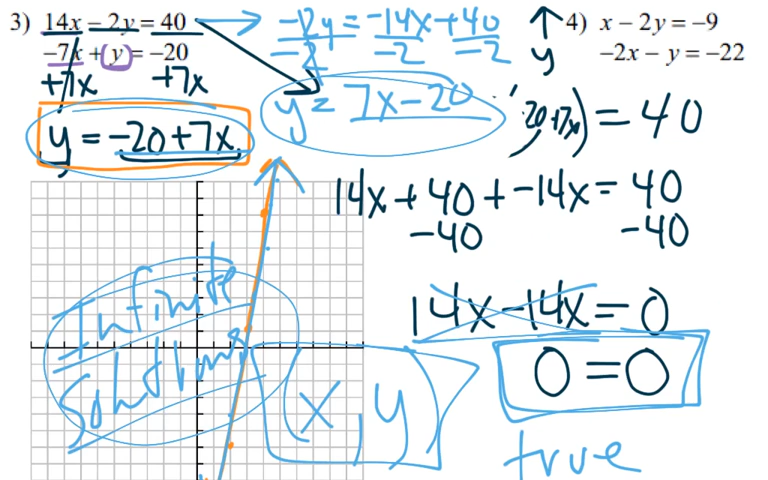 3) 14x – 2y = 40
–7x + y = –20
+7x +7x
y = –20+7x
–2y = –14x+40
–2 –2 –2
y = 7x–20
y
4) x – 2y = –9
–2x – y = –22
20+7x) = 40
14x + 40 + –14x = 40
–40 –40
14x –14x = 0
0 = 0
true
Infinite
Solutions
(x, y)